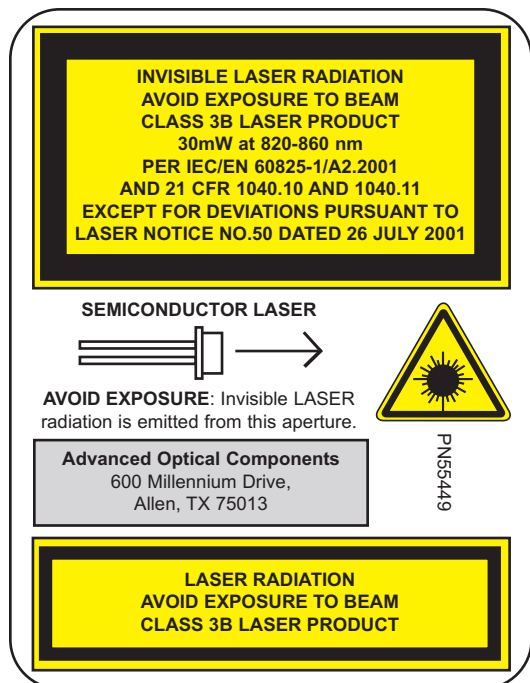 INVISIBLE LASER RADIATION
AVOID EXPOSURE TO BEAM
CLASS 3B LASER PRODUCT
30mW at 820-860 nm
PER IEC/EN 60825-1/A2.2001
AND 21 CFR 1040.10 AND 1040.11
EXCEPT FOR DEVIATIONS PURSUANT TO
LASER NOTICE NO.50 DATED 26 JULY 2001
SEMICONDUCTOR LASER
AVOID EXPOSURE: Invisible LASER
radiation is emitted from this aperture.
PN55449
Advanced Optical Components
600 Millennium Drive,
Allen, TX 75013
LASER RADIATION
AVOID EXPOSURE TO BEAM
CLASS 3B LASER PRODUCT